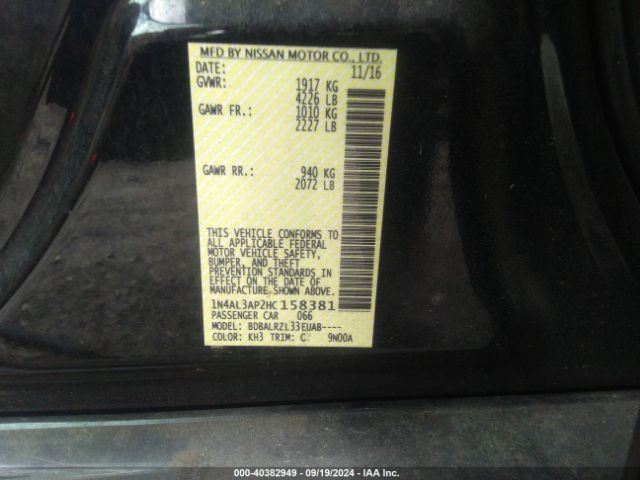 MFD BY NISSAN MOTOR CO., LTD.
DATE: 11/16
GVWR: 1917 KG
4226 LB
GAWR FR.: 1010 KG
2227 LB
GAWR RR.: 940 KG
2072 LB
THIS VEHICLE CONFORMS TO
ALL APPLICABLE FEDERAL
MOTOR VEHICLE SAFETY,
BUMPER, AND THEFT
PREVENTION STANDARDS IN
EFFECT ON THE DATE OF
MANUFACTURE SHOWN ABOVE.
1N4AL3AP2HC158381
PASSENGER CAR 066
MODEL: BDBALRZL33EUAB----
COLOR: KH3 TRIM: C 9N00A
000-40382949 - 09/19/2024 - IAA Inc.